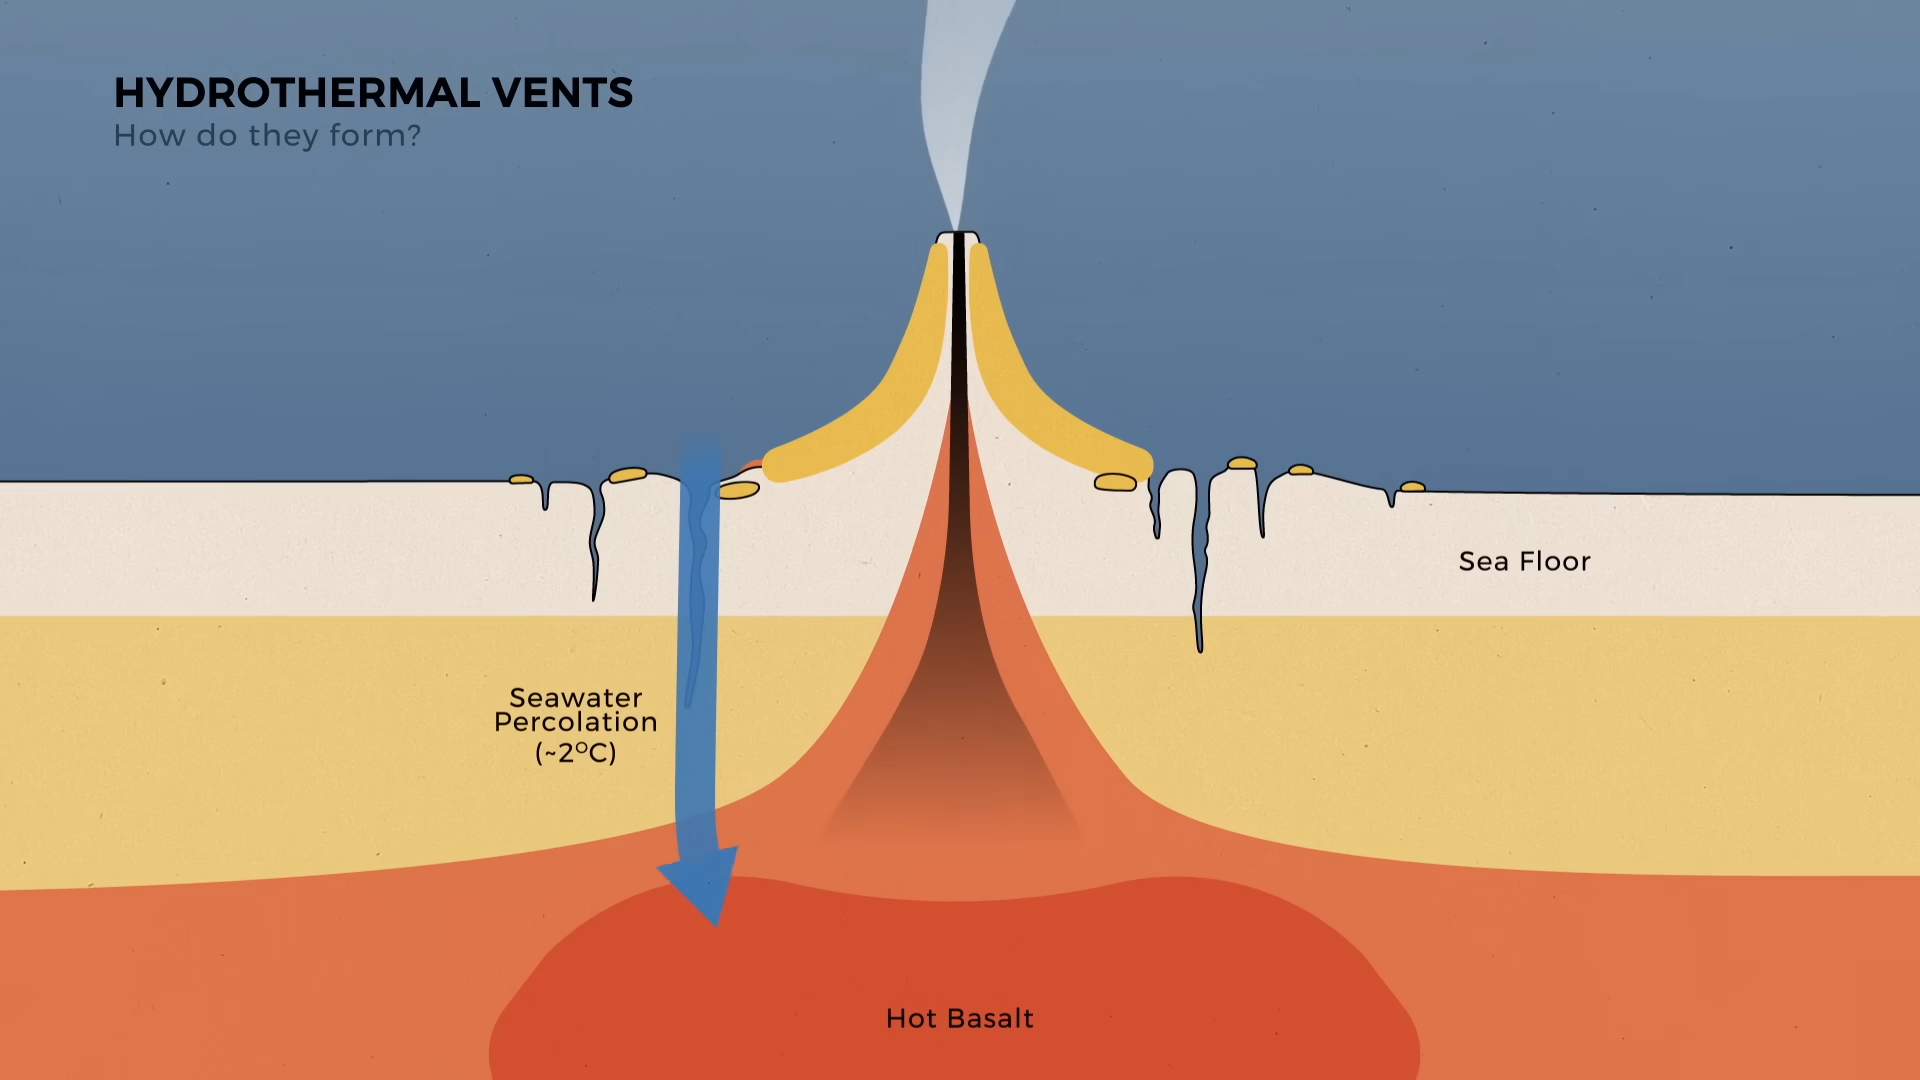 HYDROTHERMAL VENTS
How do they form?
Sea Floor
Seawater
Percolation
(~2°C)
Hot Basalt